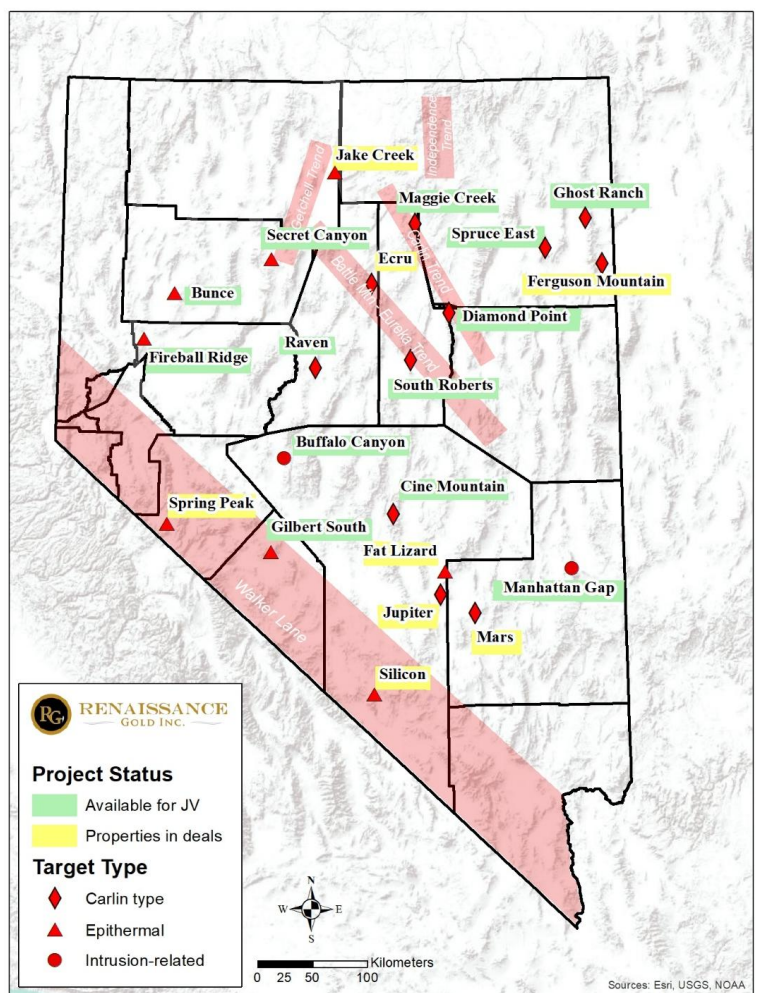 Independence
Trend
Jake Creek
Getchell Trend
Maggie Creek
Ghost Ranch
Secret Canyon
Spruce East
Ecru
Trend
Ferguson Mountain
Bunce
Battle Mtn. Eureka Trend
Diamond Point
Fireball Ridge
Raven
South Roberts
Buffalo Canyon
Cine Mountain
Spring Peak
Gilbert South
Fat Lizard
Manhattan Gap
Jupiter
Mars
Walker Lane
Silicon
RG
RENAISSANCE
GOLD INC.
Project Status
Available for JV
Properties in deals
Target Type
Carlin type
Epithermal
Intrusion-related
N
W E
S
Kilometers
0 25 50 100
Sources: Esri, USGS, NOAA